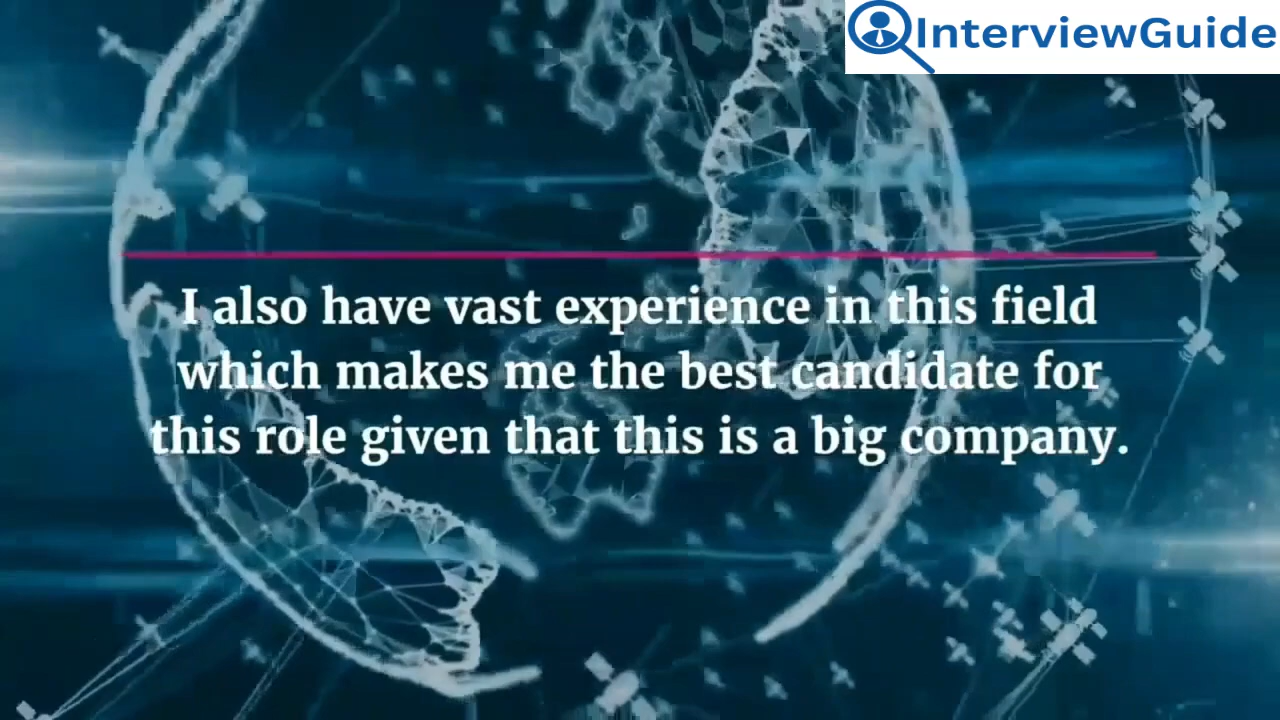 InterviewGuide
I also have vast experience in this field
which makes me the best candidate for
this role given that this is a big company.